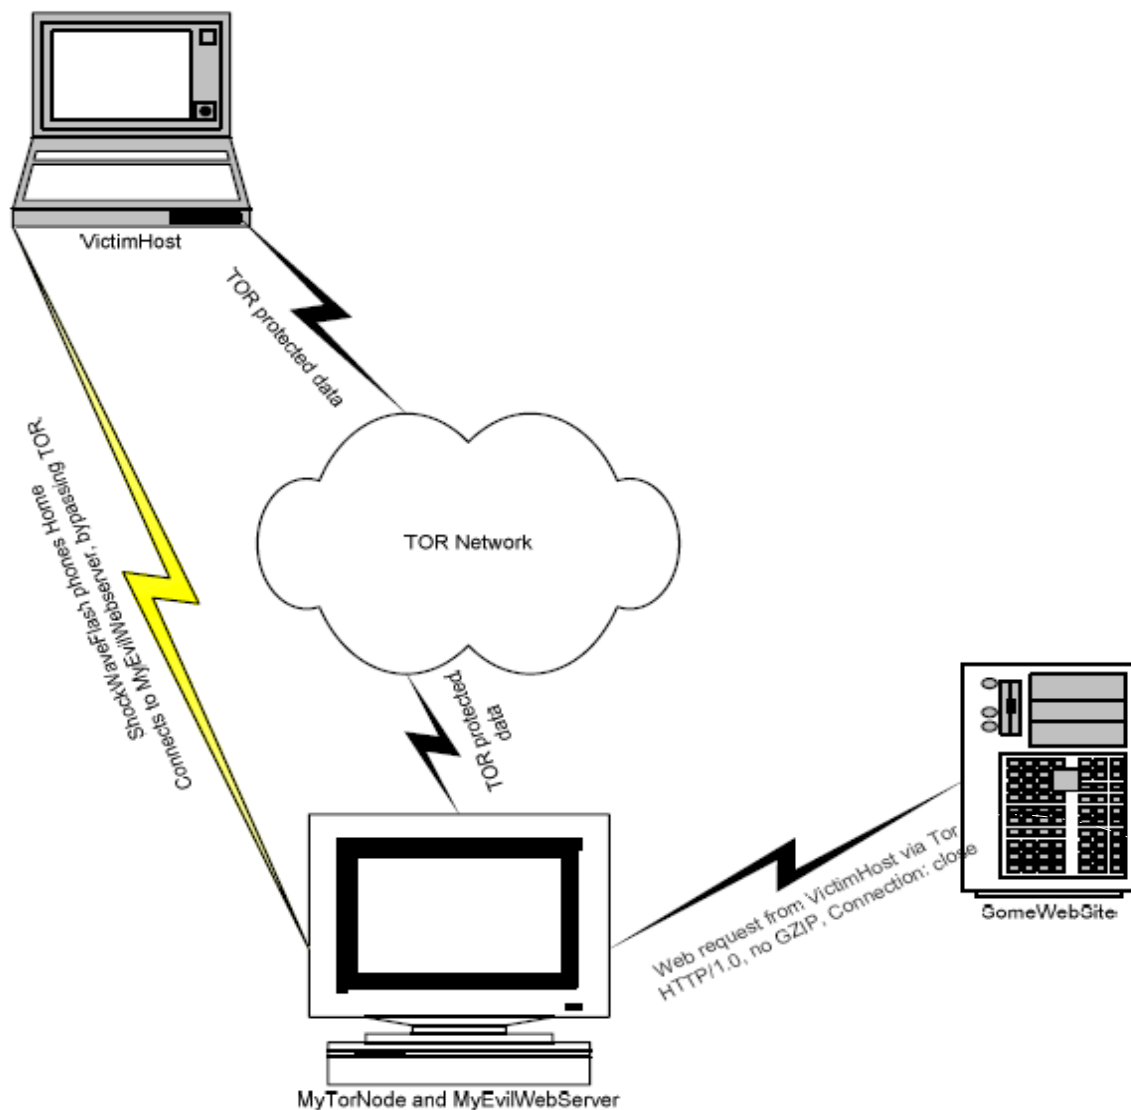 VictimHost
TOR protected data
ShockWaveFlash phones Home
Connects to MyEvilWebserver, bypassing TOR.
TOR Network
TOR protected
data
Web request from VictimHost via Tor
HTTP/1.0, no GZIP, Connection: close
SomeWebSite
MyTorNode and MyEvilWebServer